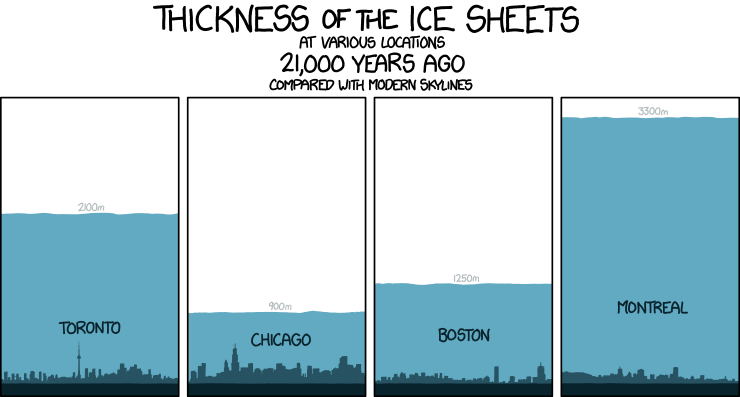 THICKNESS OF THE ICE SHEETS
AT VARIOUS LOCATIONS
21,000 YEARS AGO
COMPARED WITH MODERN SKYLINES
2100m
TORONTO
900m
CHICAGO
1250m
BOSTON
3300m
MONTREAL